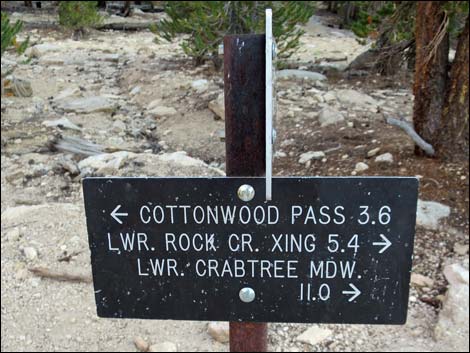 ← COTTONWOOD PASS 3.6
LWR. ROCK CR. XING 5.4 →
LWR. CRABTREE MDW.
11.0 →